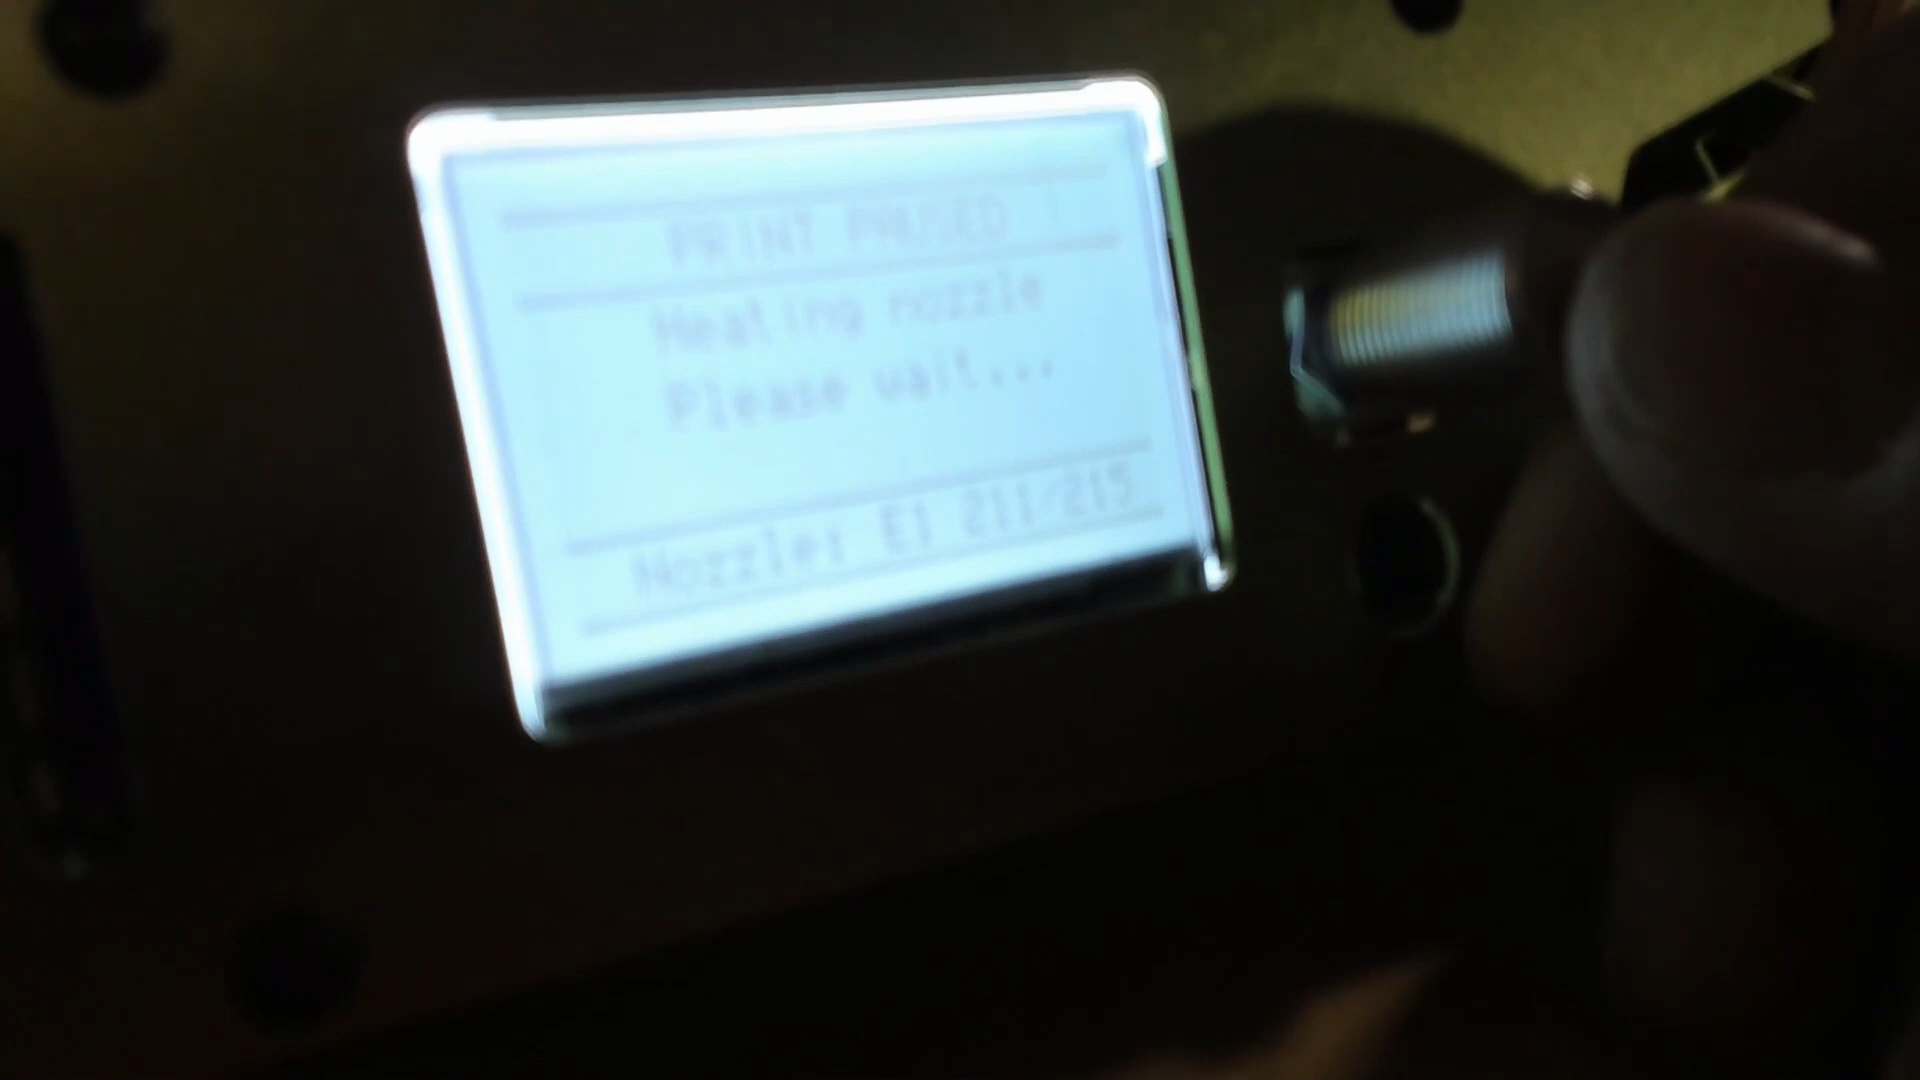 PRINT PAUSED
Heating nozzle
Please wait...
Nozzle: E1 211/215